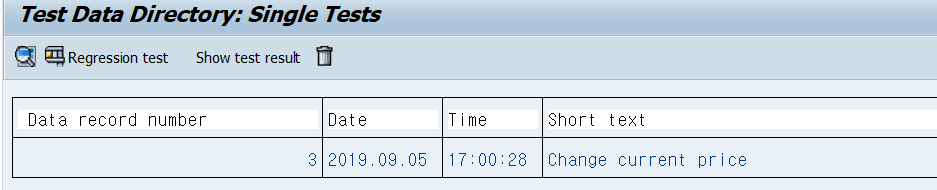 Test Data Directory: Single Tests
Regression test Show test result
Data record number Date Time Short text
3 2019.09.05 17:00:28 Change current price